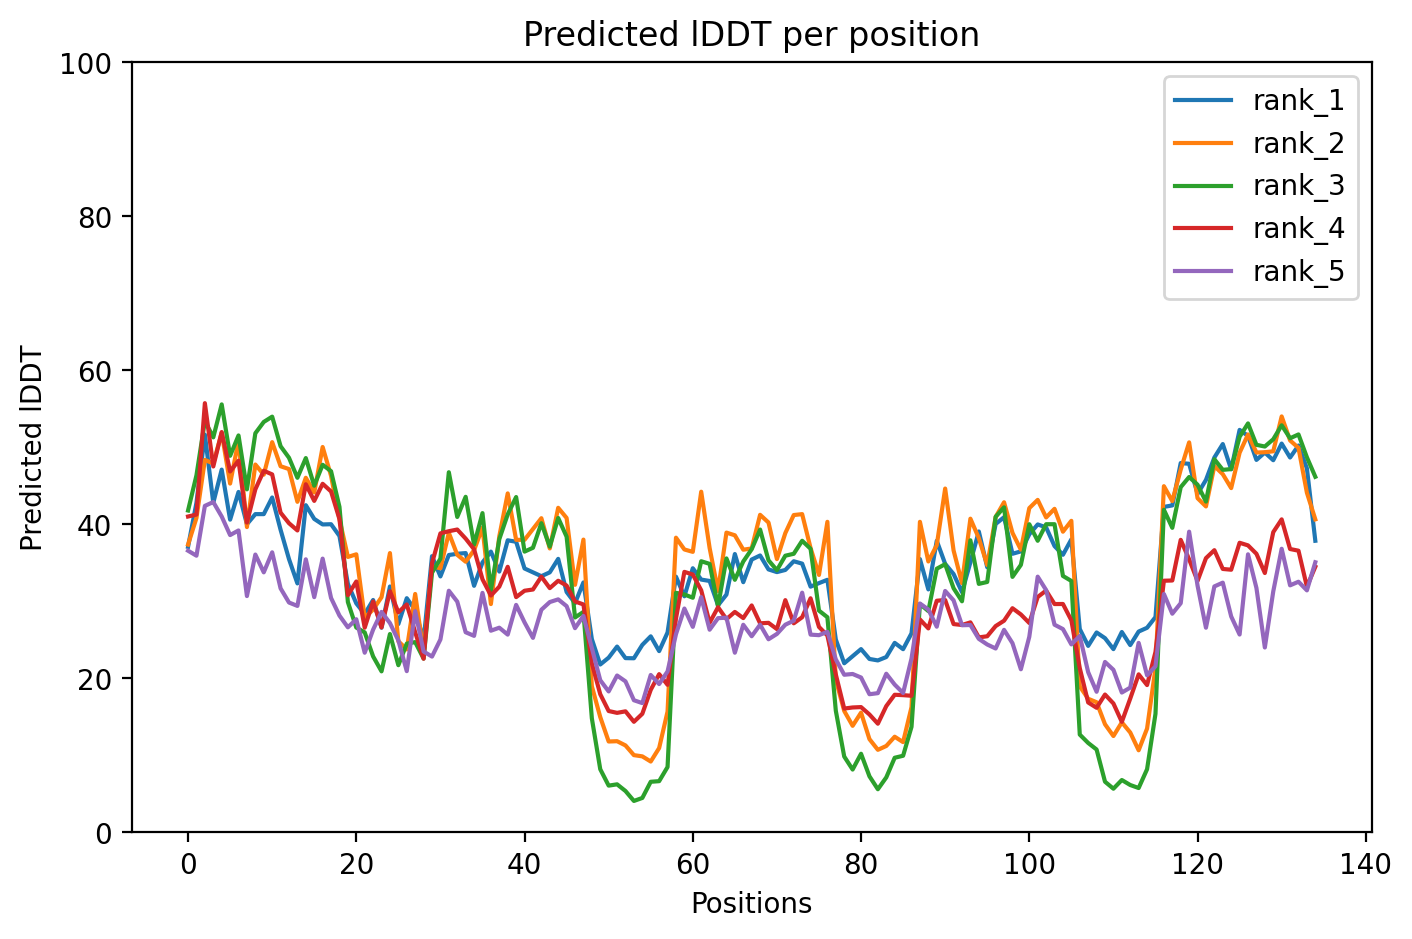 Predicted lDDT per position
100
80
60
40
20
0
Predicted lDDT
0 20 40 60 80 100 120 140
Positions
rank_1
rank_2
rank_3
rank_4
rank_5